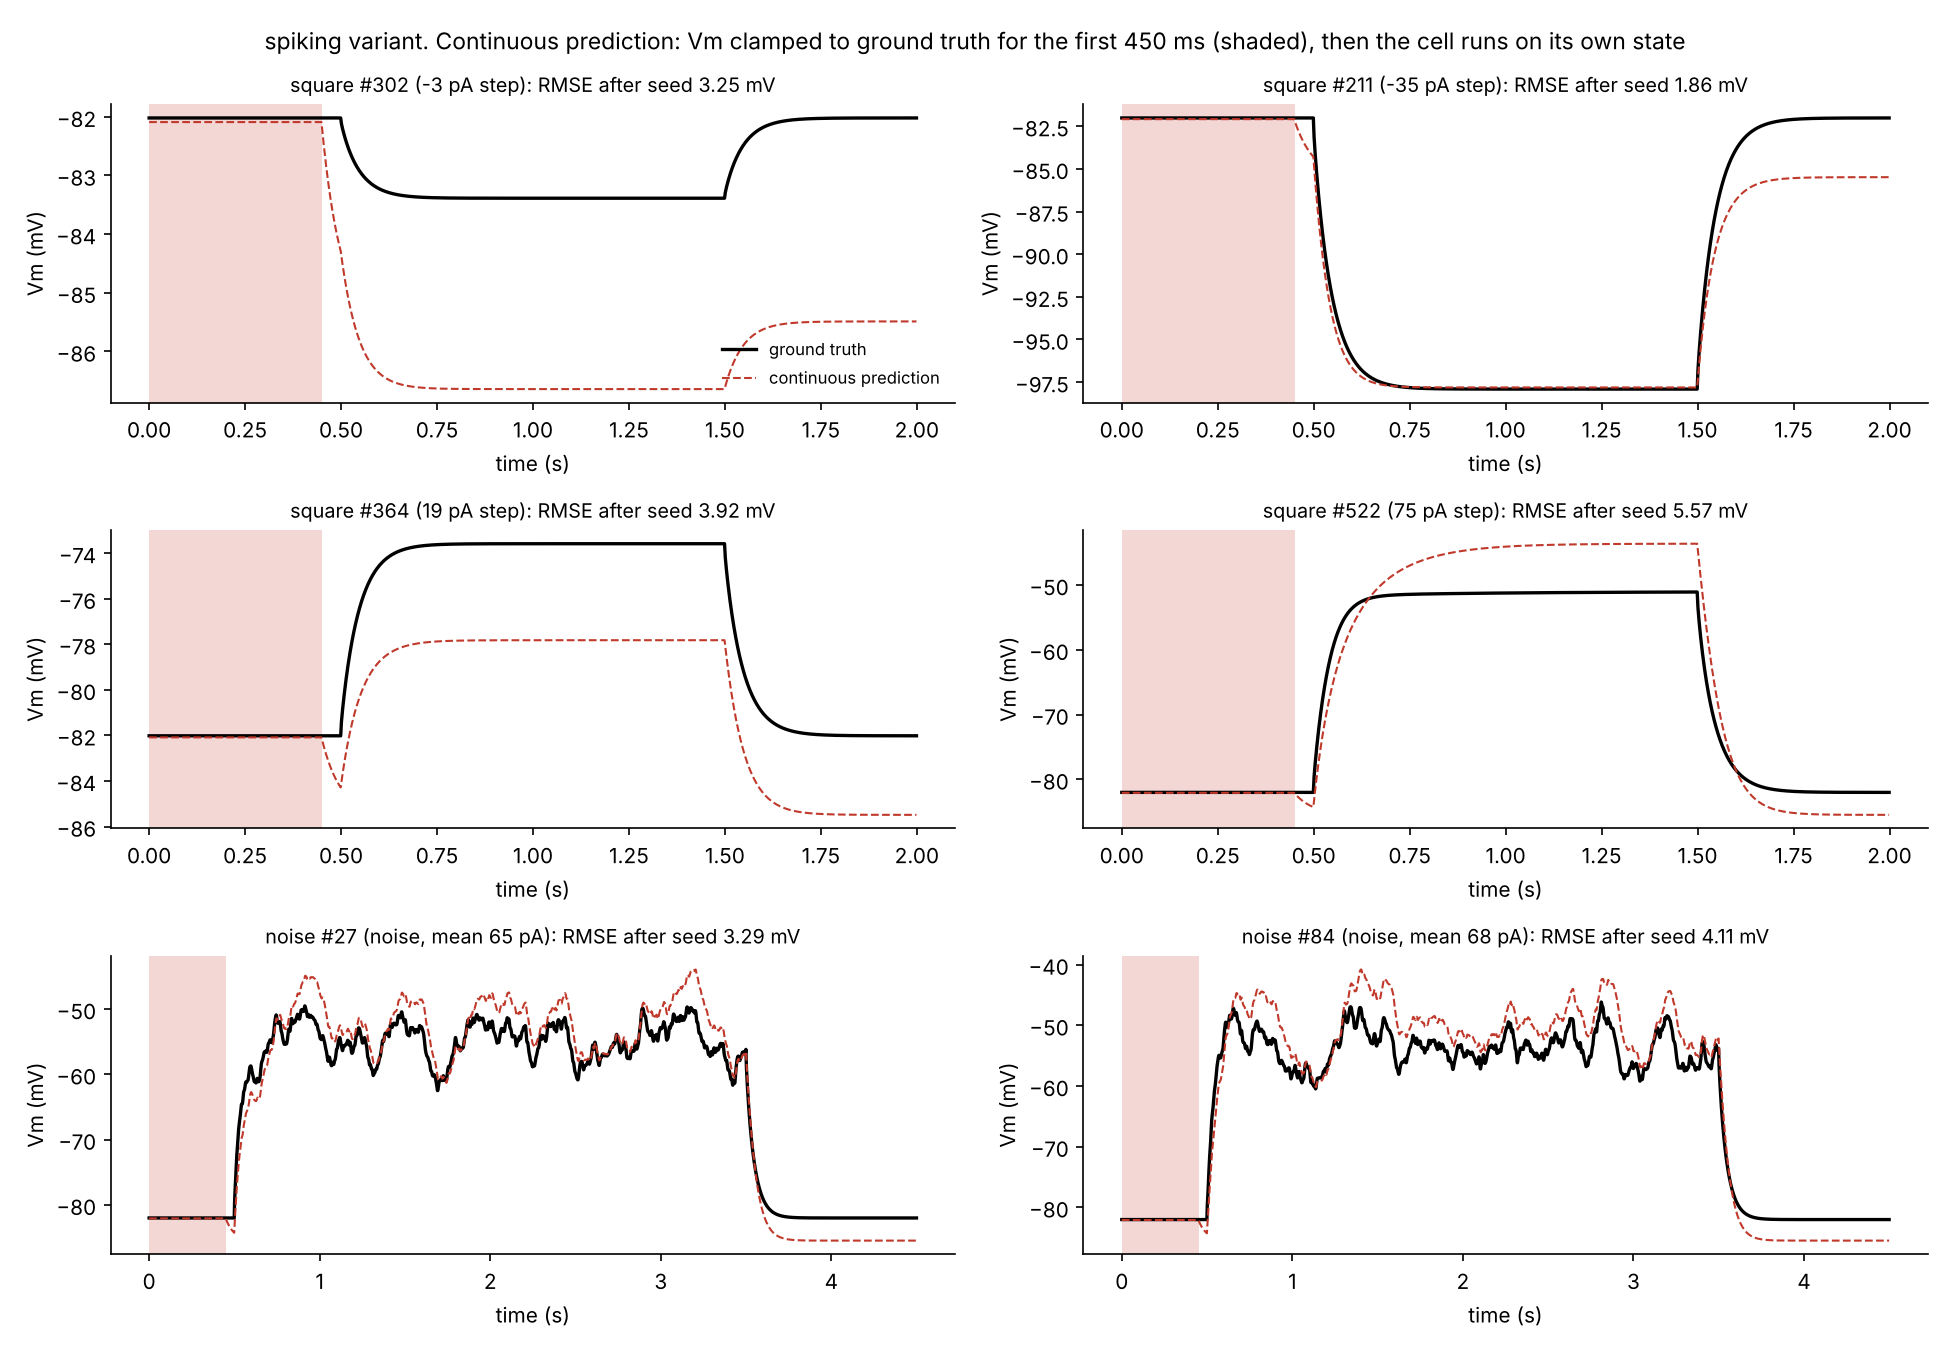 spiking variant. Continuous prediction: Vm clamped to ground truth for the first 450 ms (shaded), then the cell runs on its own state
square #302 (-3 pA step): RMSE after seed 3.25 mV
Vm (mV)
−82
−83
−84
−85
−86
ground truth
continuous prediction
0.00 0.25 0.50 0.75 1.00 1.25 1.50 1.75 2.00
time (s)
square #211 (-35 pA step): RMSE after seed 1.86 mV
Vm (mV)
−82.5
−85.0
−87.5
−90.0
−92.5
−95.0
−97.5
0.00 0.25 0.50 0.75 1.00 1.25 1.50 1.75 2.00
time (s)
square #364 (19 pA step): RMSE after seed 3.92 mV
Vm (mV)
−74
−76
−78
−80
−82
−84
−86
0.00 0.25 0.50 0.75 1.00 1.25 1.50 1.75 2.00
time (s)
square #522 (75 pA step): RMSE after seed 5.57 mV
Vm (mV)
−50
−60
−70
−80
0.00 0.25 0.50 0.75 1.00 1.25 1.50 1.75 2.00
time (s)
noise #27 (noise, mean 65 pA): RMSE after seed 3.29 mV
Vm (mV)
−50
−60
−70
−80
0 1 2 3 4
time (s)
noise #84 (noise, mean 68 pA): RMSE after seed 4.11 mV
Vm (mV)
−40
−50
−60
−70
−80
0 1 2 3 4
time (s)